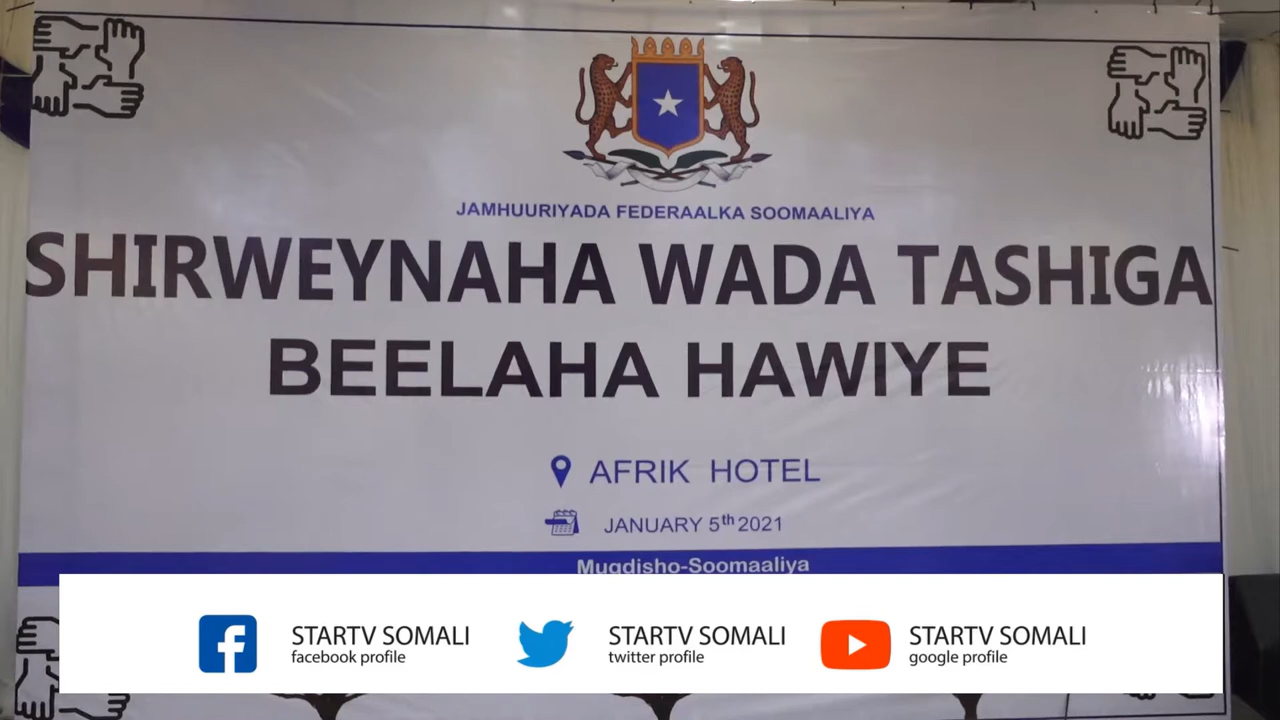 JAMHUURIYADA FEDERAALKA SOOMAALIYA
SHIRWEYNAHA WADA TASHIGA
BEELAHA HAWIYE
AFRIK HOTEL
JANUARY 5th 2021
Muqdisho-Soomaaliya
STARTV SOMALI
facebook profile
STARTV SOMALI
twitter profile
STARTV SOMALI
google profile